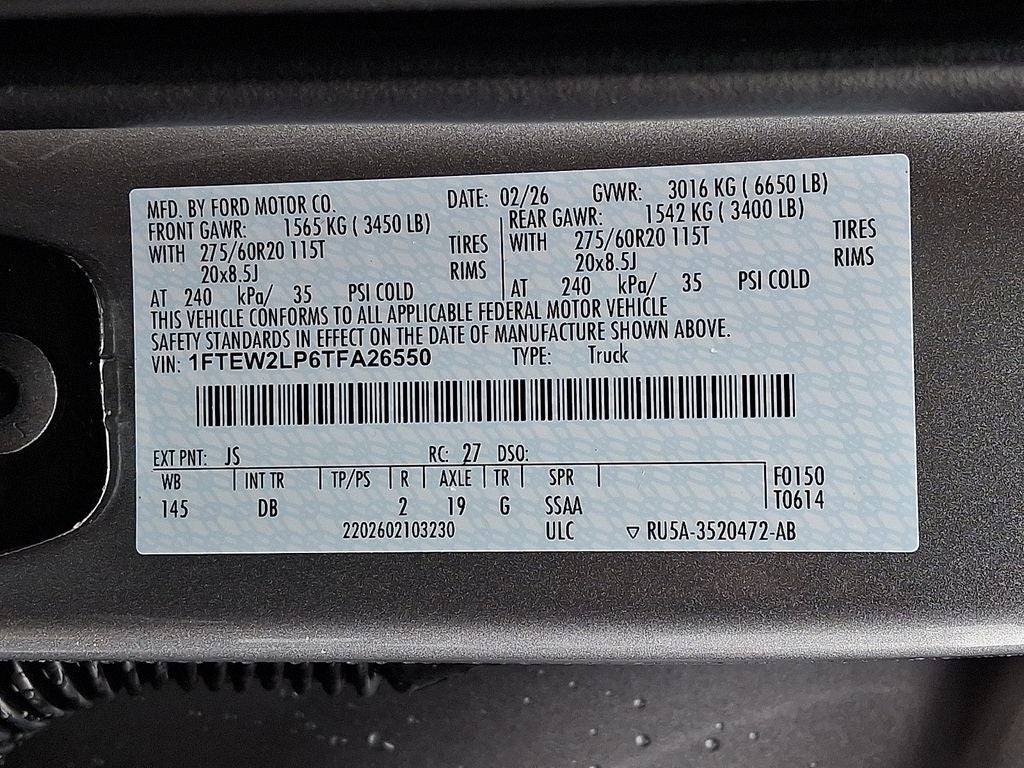 MFD. BY FORD MOTOR CO. DATE: 02/26 GVWR: 3016 KG ( 6650 LB)
FRONT GAWR: 1565 KG ( 3450 LB) REAR GAWR: 1542 KG ( 3400 LB)
WITH 275/60R20 115T TIRES WITH 275/60R20 115T TIRES
20x8.5J RIMS 20x8.5J RIMS
AT 240 kPa/ 35 PSI COLD AT 240 kPa/ 35 PSI COLD
THIS VEHICLE CONFORMS TO ALL APPLICABLE FEDERAL MOTOR VEHICLE
SAFETY STANDARDS IN EFFECT ON THE DATE OF MANUFACTURE SHOWN ABOVE.
VIN: 1FTEW2LP6TFA26550 TYPE: Truck
EXT PNT: JS RC: 27 DSO:
WB INT TR TP/PS R AXLE TR SPR F0150
145 DB 2 19 G SSAA T0614
2202602103230 ULC ▽ RU5A-3520472-AB